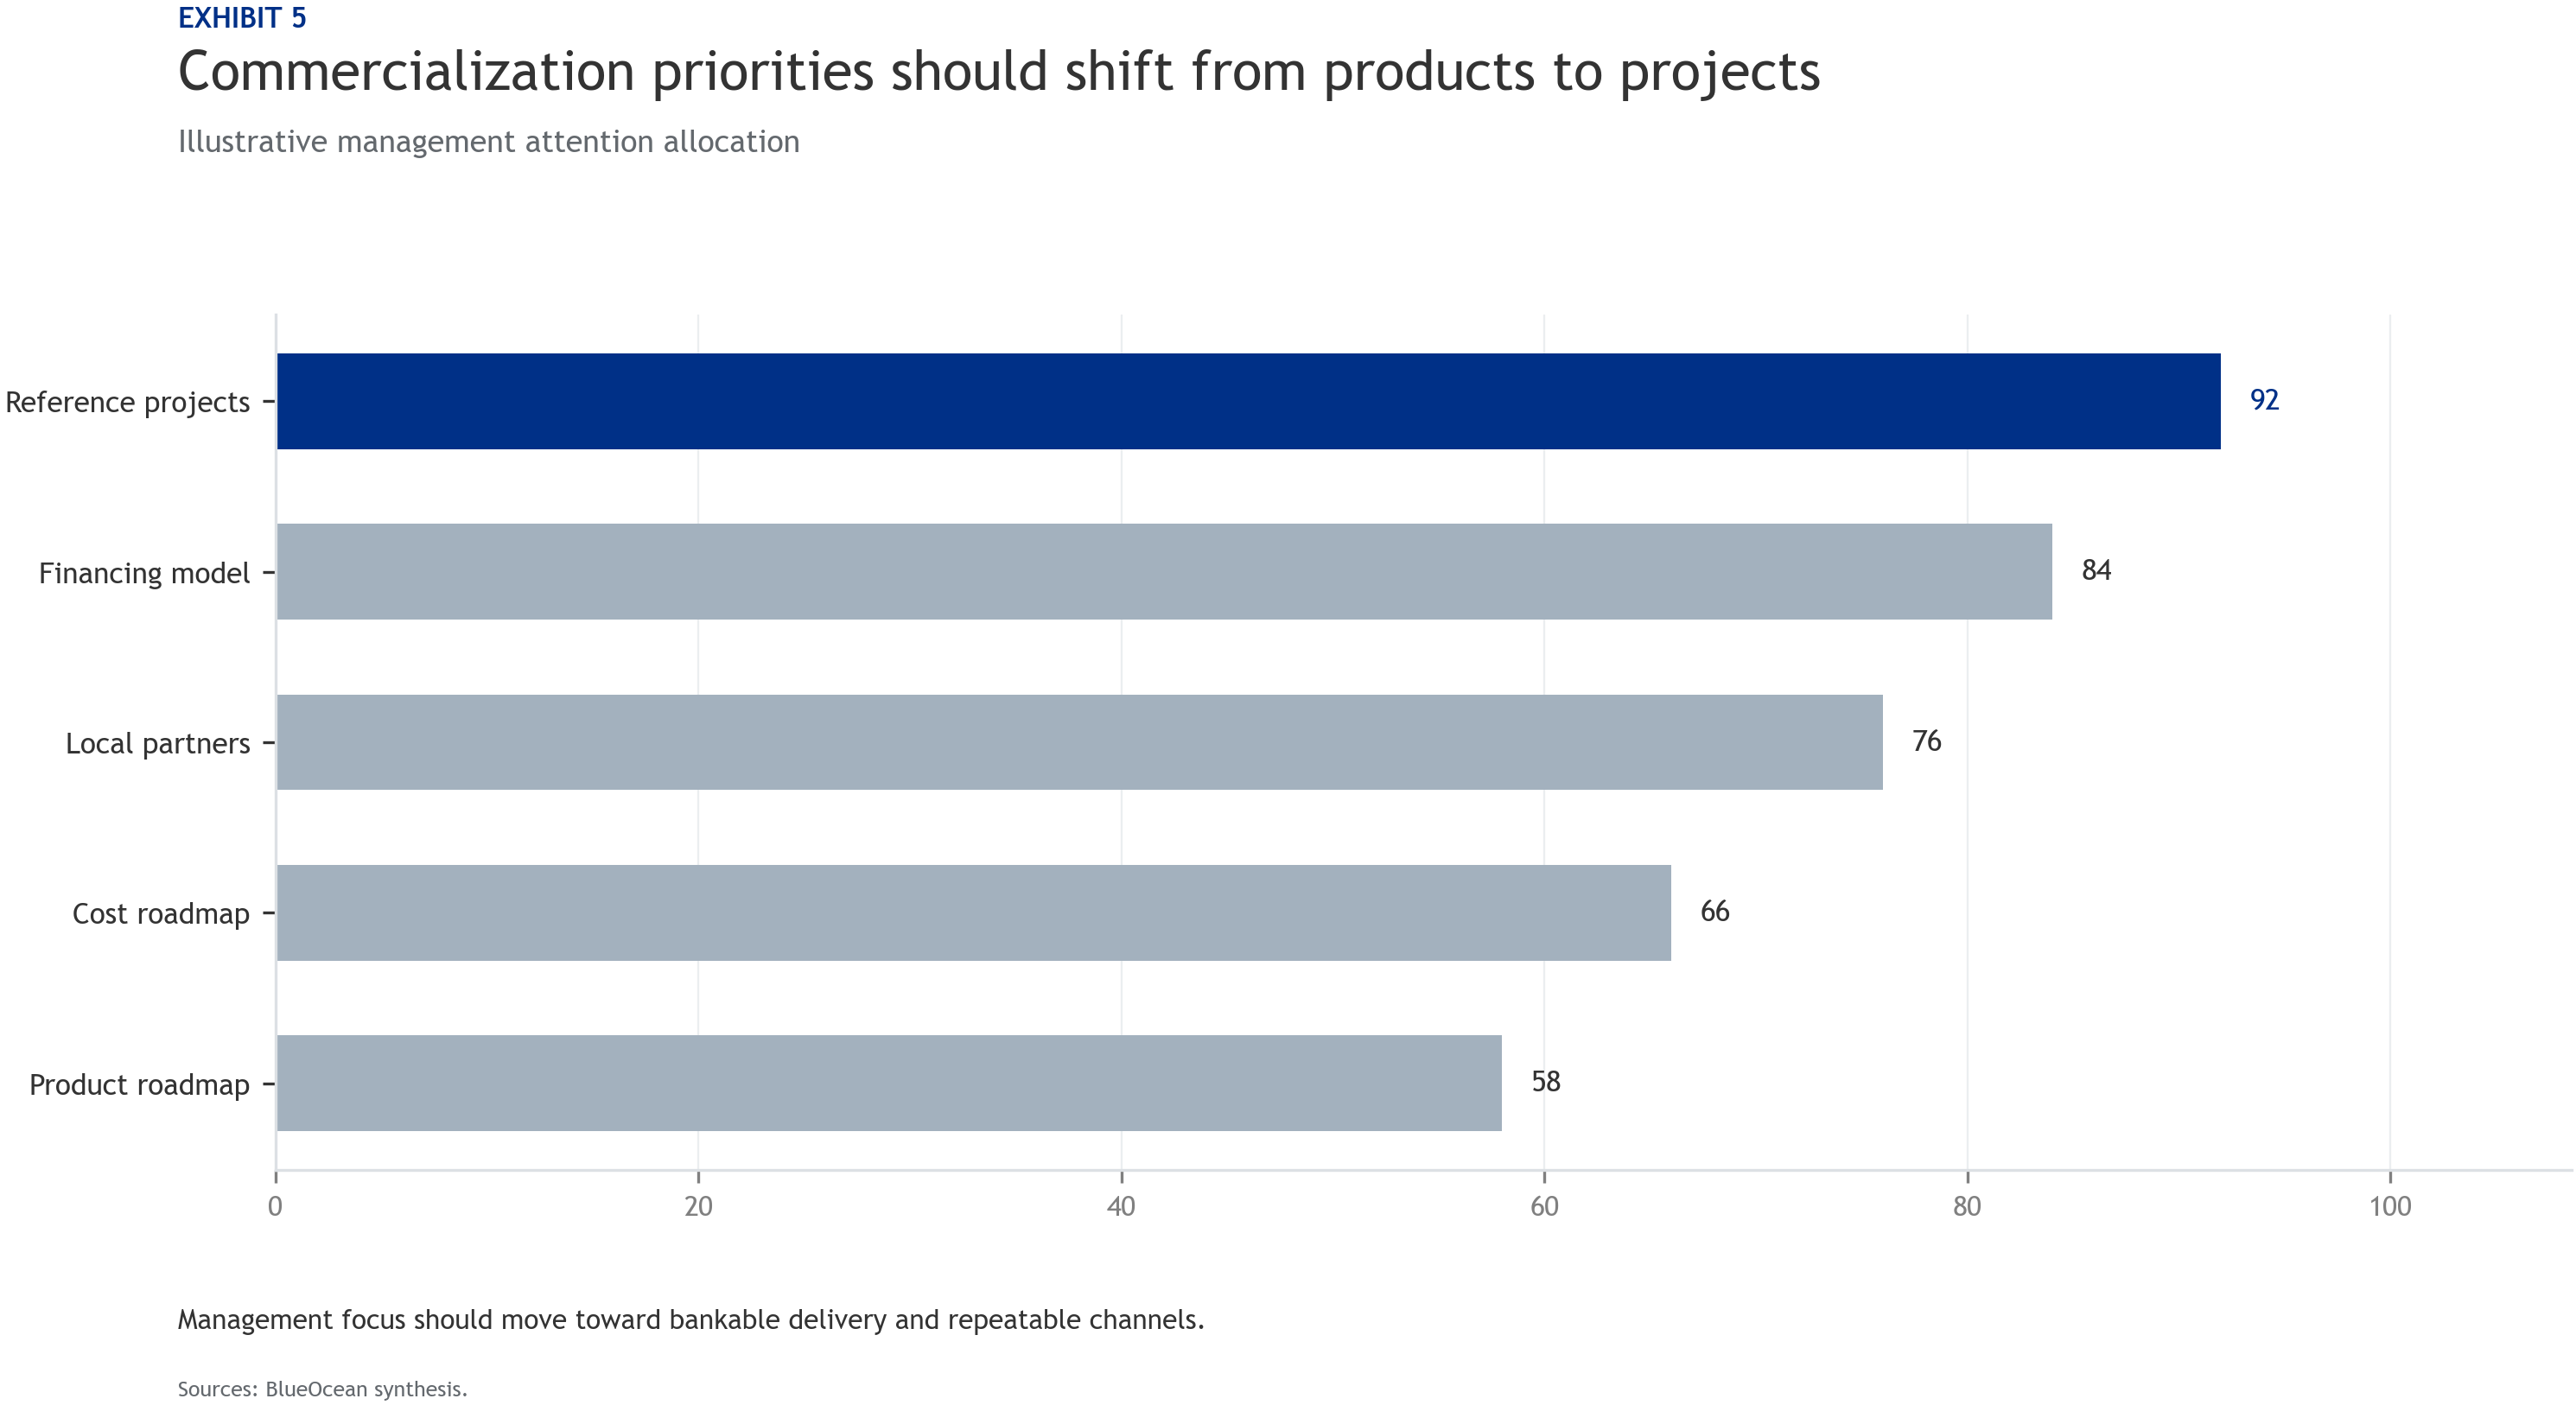 EXHIBIT 5
Commercialization priorities should shift from products to projects
Illustrative management attention allocation
Reference projects
92
Financing model
84
Local partners
76
Cost roadmap
66
Product roadmap
58
0 20 40 60 80 100
Management focus should move toward bankable delivery and repeatable channels.
Sources: BlueOcean synthesis.